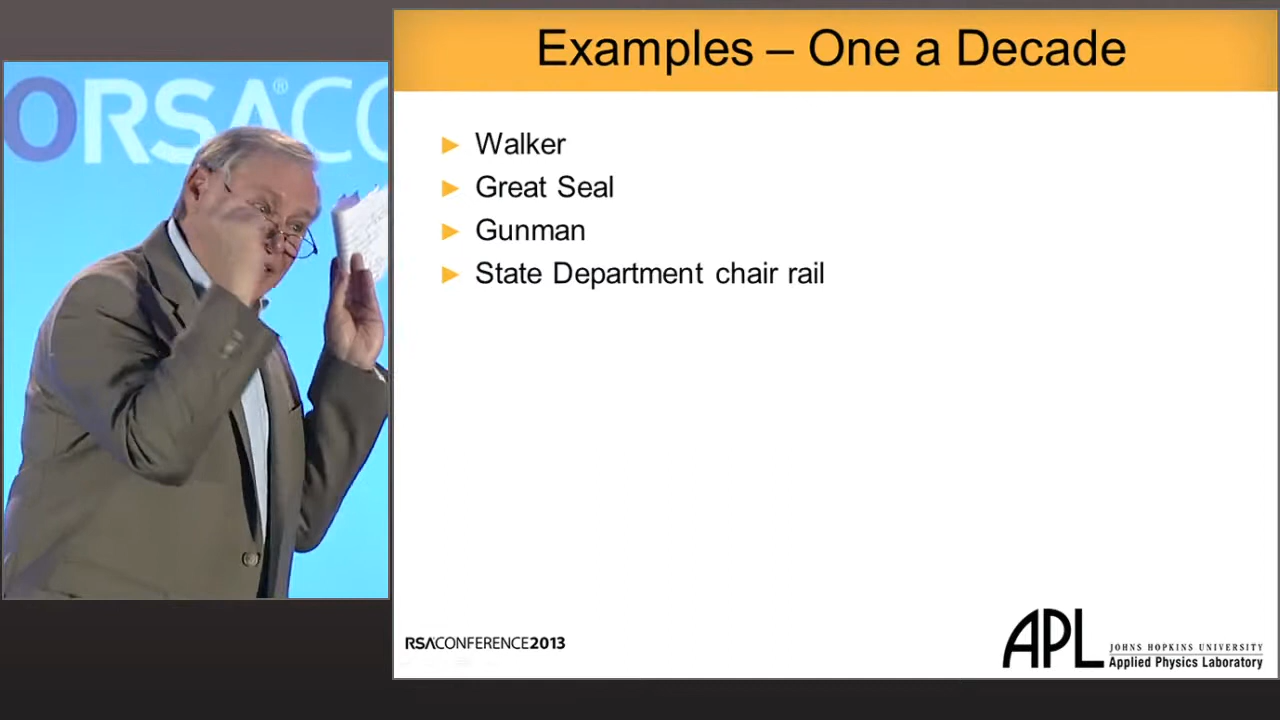 ORSACO
®
Examples – One a Decade
Walker
Great Seal
Gunman
State Department chair rail
RSACONFERENCE2013
APL
JOHNS HOPKINS UNIVERSITY
Applied Physics Laboratory